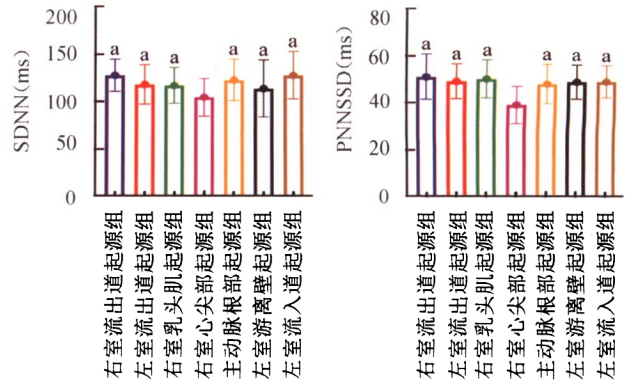 200
150
100
50
0
SDNN(ms)
a a a a a a
右室流出道起源组
左室流出道起源组
右室乳头肌起源组
右室心尖部起源组
主动脉根部起源组
左室游离壁起源组
左室流入道起源组
80
60
40
20
0
PNNSSD(ms)
a a a a a a
右室流出道起源组
左室流出道起源组
右室乳头肌起源组
右室心尖部起源组
主动脉根部起源组
左室游离壁起源组
左室流入道起源组